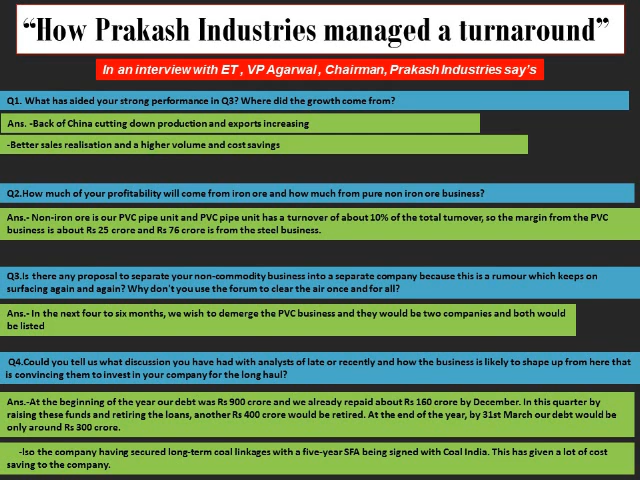 “How Prakash Industries managed a turnaround”
In an interview with ET , VP Agarwal , Chairman, Prakash Industries say's
Q1. What has aided your strong performance in Q3? Where did the growth come from?
Ans. -Back of China cutting down production and exports increasing
-Better sales realisation and a higher volume and cost savings
Q2.How much of your profitability will come from iron ore and how much from pure non iron ore business?
Ans.- Non-iron ore is our PVC pipe unit and PVC pipe unit has a turnover of about 10% of the total turnover, so the margin from the PVC
business is about Rs 25 crore and Rs 76 crore is from the steel business.
Q3.Is there any proposal to separate your non-commodity business into a separate company because this is a rumour which keeps on
surfacing again and again? Why don't you use the forum to clear the air once and for all?
Ans.- In the next four to six months, we wish to demerge the PVC business and they would be two companies and both would
be listed
Q4.Could you tell us what discussion you have had with analysts of late or recently and how the business is likely to shape up from here that
is convincing them to invest in your company for the long haul?
Ans.-At the beginning of the year our debt was Rs 900 crore and we already repaid about Rs 160 crore by December. In this quarter by
raising these funds and retiring the loans, another Rs 400 crore would be retired. At the end of the year, by 31st March our debt would be
only around Rs 300 crore.
-lso the company having secured long-term coal linkages with a five-year SFA being signed with Coal India. This has given a lot of cost
saving to the company.